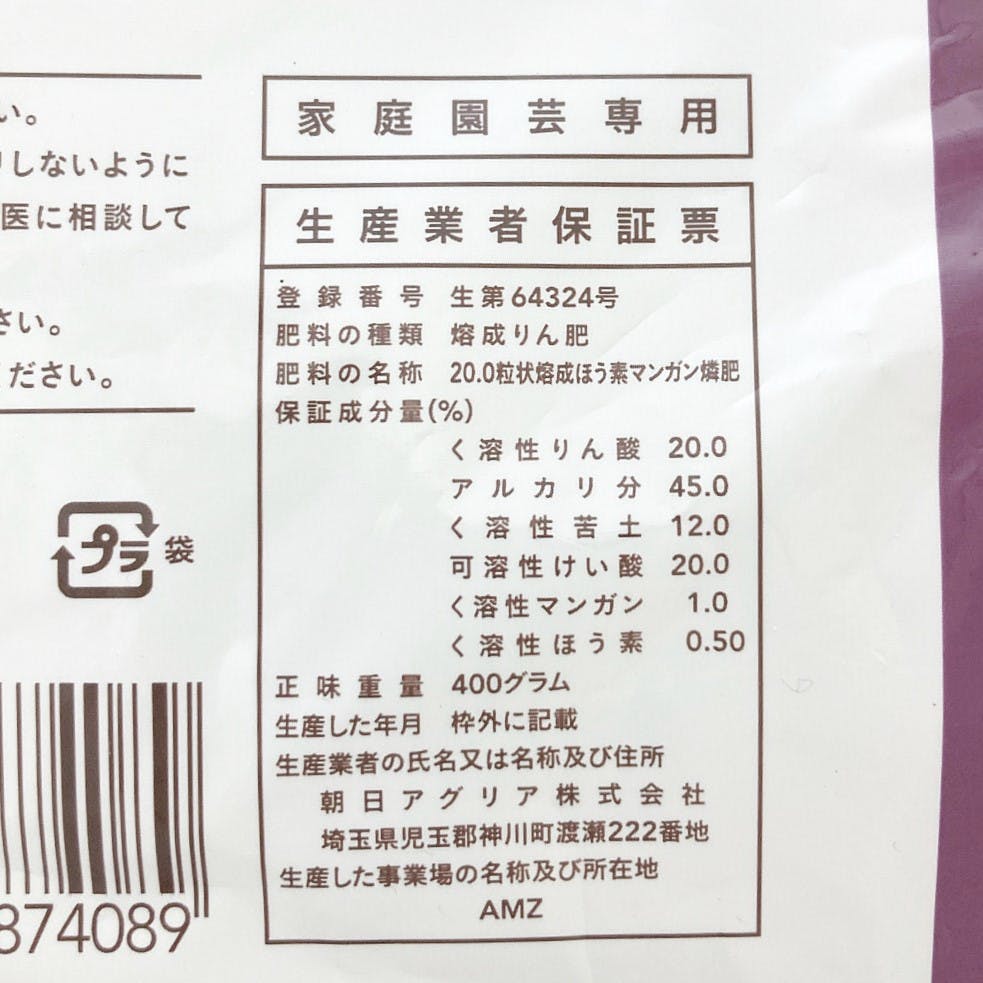 い。
りしないように
医に相談して
さい。
ください。
プラ
袋
874089
家庭園芸専用
生産業者保証票
登録番号 生第64324号
肥料の種類 熔成りん肥
肥料の名称 20.0粒状熔成ほう素マンガン燐肥
保証成分量(%)
く溶性りん酸 20.0
アルカリ分 45.0
く溶性苦土 12.0
可溶性けい酸 20.0
く溶性マンガン 1.0
く溶性ほう素 0.50
正味重量 400グラム
生産した年月 枠外に記載
生産業者の氏名又は名称及び住所
朝日アグリア株式会社
埼玉県児玉郡神川町渡瀬222番地
生産した事業場の名称及び所在地
AMZ